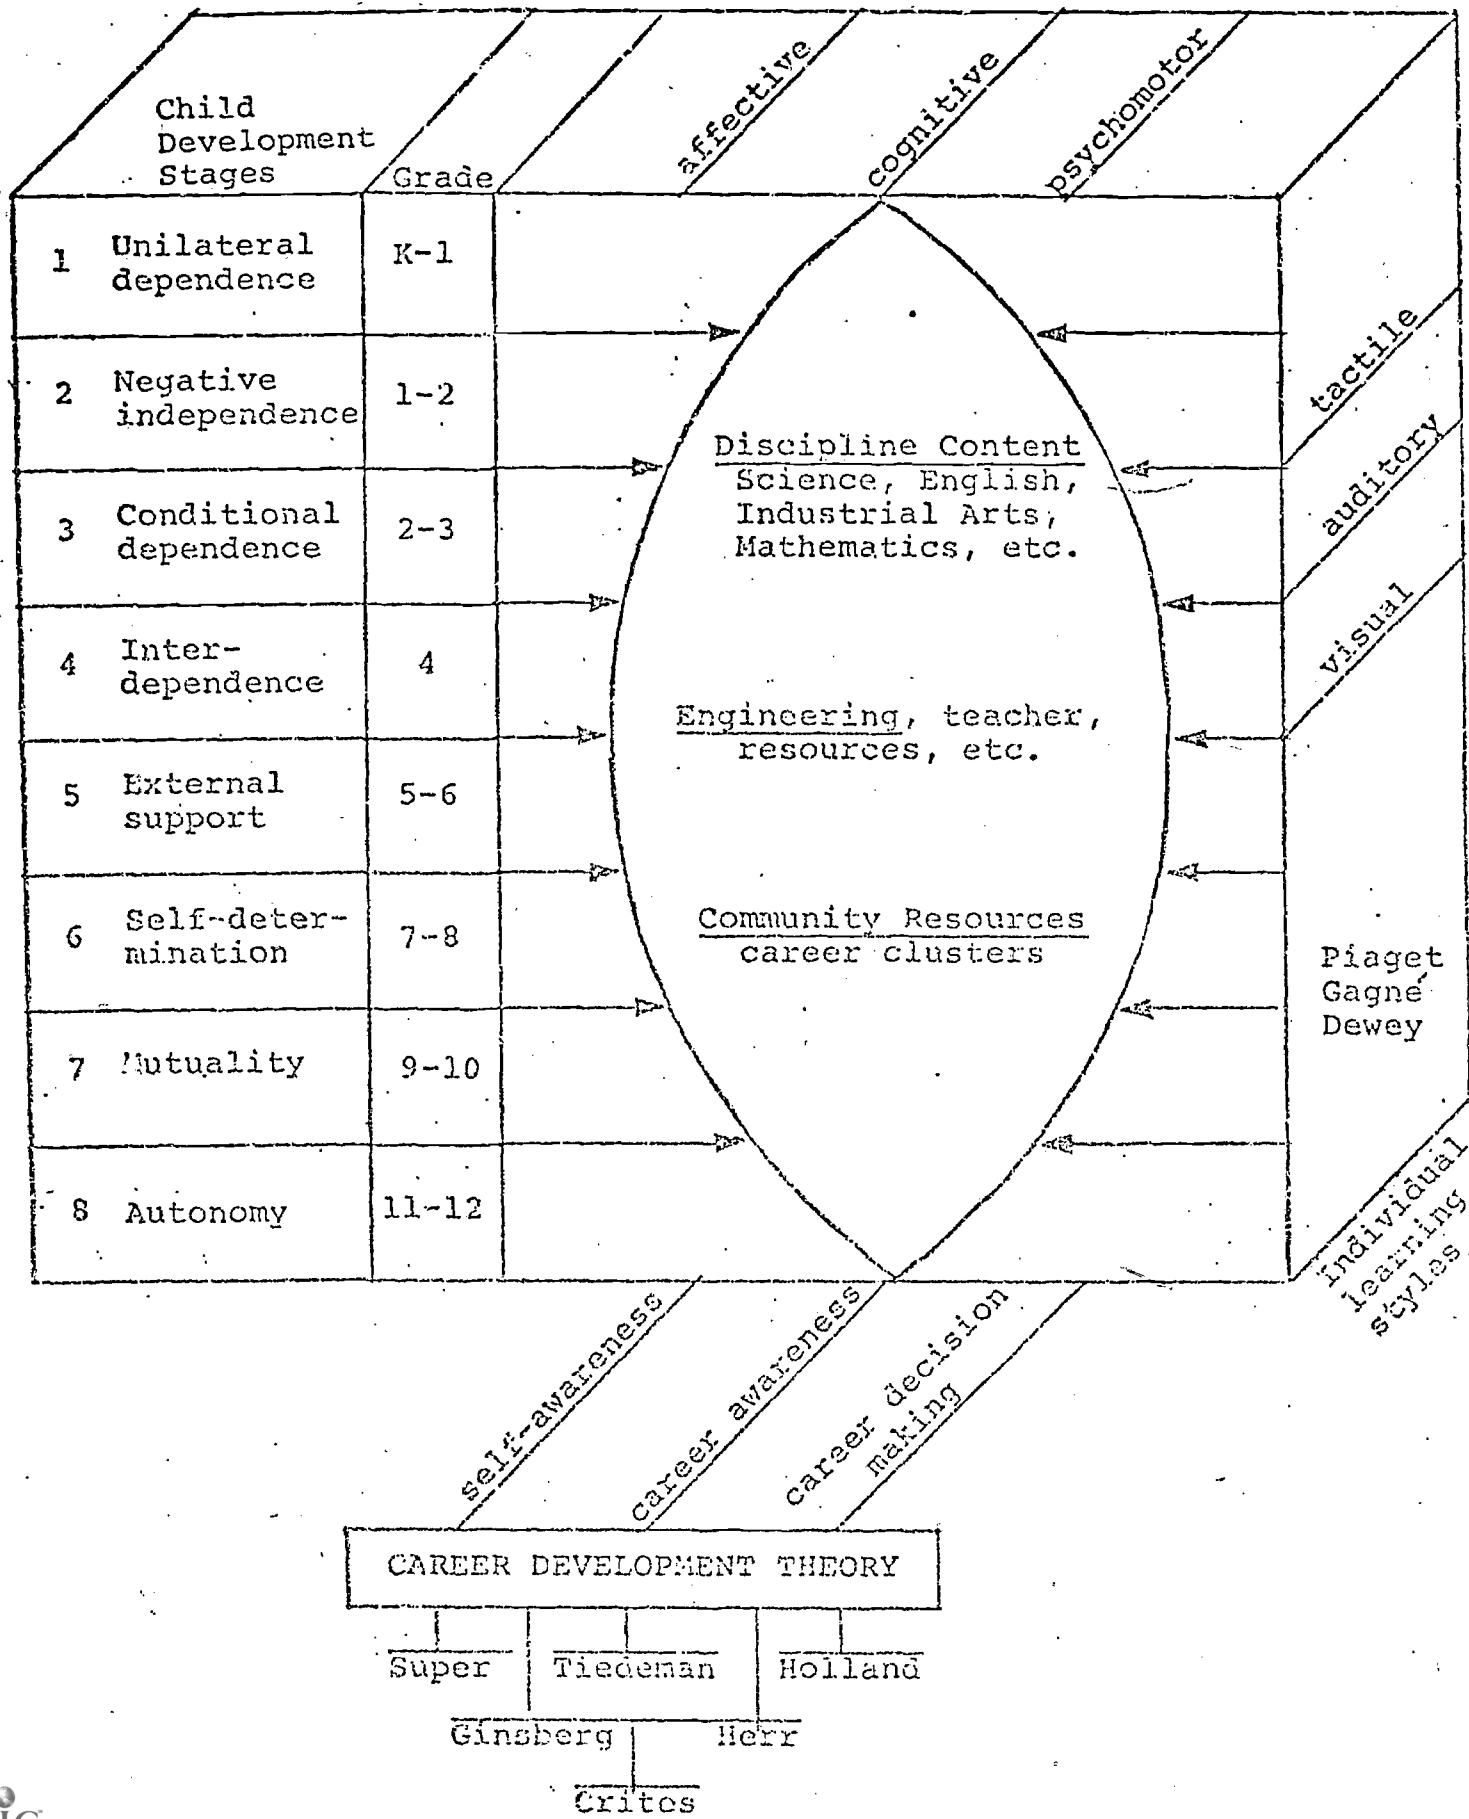 Child
Development
Stages
Grade
affective
cognitive
psychomotor
1 Unilateral dependence K-1
2 Negative independence 1-2
3 Conditional dependence 2-3
4 Inter-dependence 4
5 External support 5-6
6 Self-deter-mination 7-8
7 Mutuality 9-10
8 Autonomy 11-12
Discipline Content
Science, English,
Industrial Arts,
Mathematics, etc.
Engineering, teacher,
resources, etc.
Community Resources
career clusters
tactile
auditory
visual
Piaget
Gagné
Dewey
Individual
learning
styles
self-awareness
career awareness
career decision
making
CAREER DEVELOPMENT THEORY
Super Tiedeman Holland
Ginsberg Herr
Crites